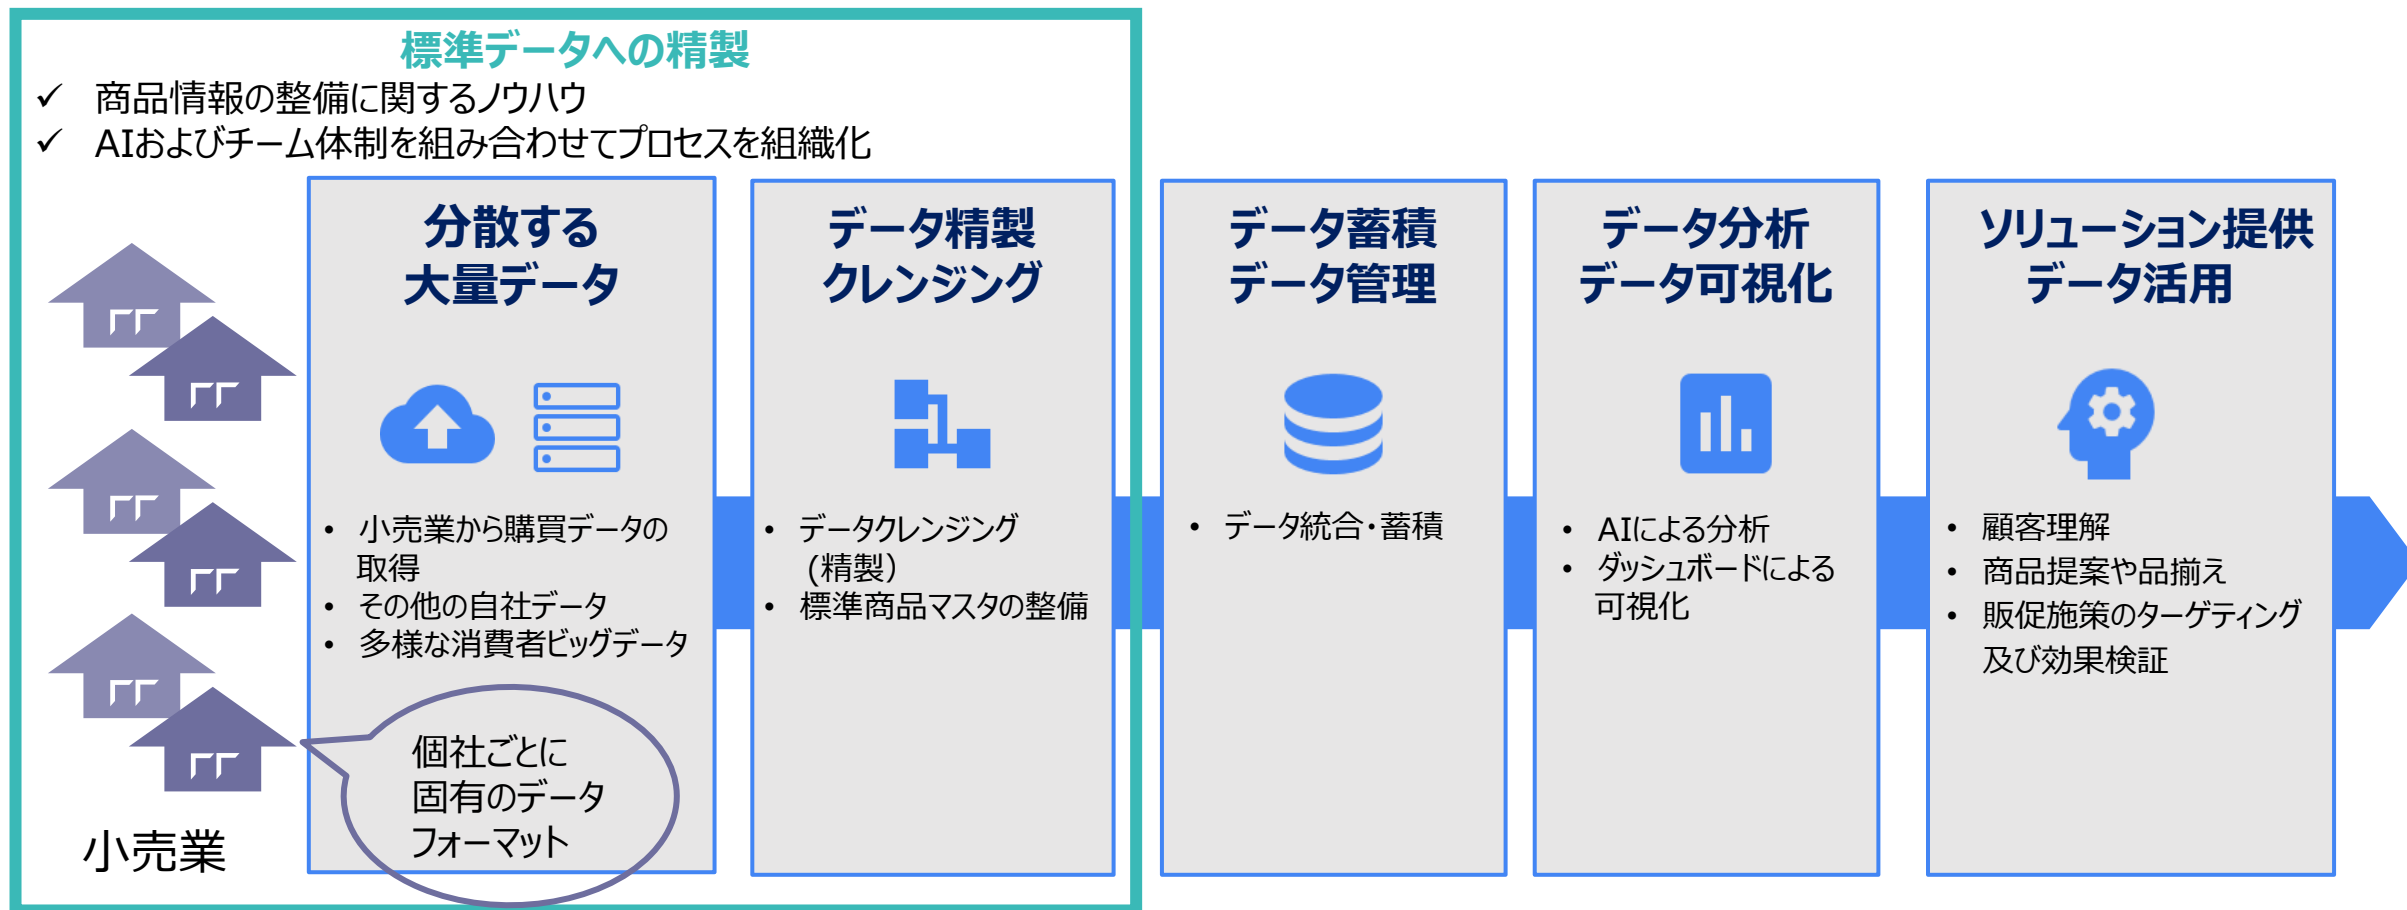 標準データへの精製
✓ 商品情報の整備に関するノウハウ
✓ AIおよびチーム体制を組み合わせてプロセスを組織化
小売業
分散する
大量データ
• 小売業から購買データの
取得
• その他の自社データ
• 多様な消費者ビッグデータ
個社ごとに
固有のデータ
フォーマット
データ精製
クレンジング
• データクレンジング
(精製）
• 標準商品マスタの整備
データ蓄積
データ管理
• データ統合・蓄積
データ分析
データ可視化
• AIによる分析
• ダッシュボードによる
可視化
ソリューション提供
データ活用
• 顧客理解
• 商品提案や品揃え
• 販促施策のターゲティング
及び効果検証